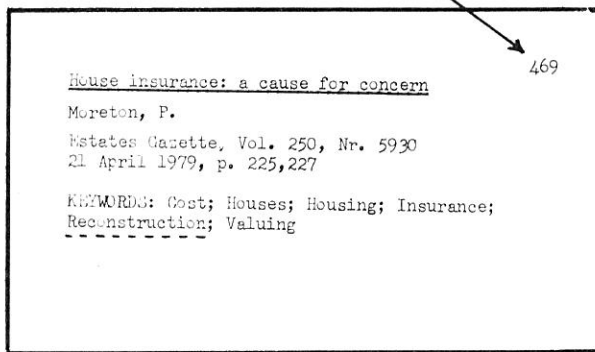 469
House insurance: a cause for concern
Moreton, P.
Estates Gazette, Vol. 250, Nr. 5930
21 April 1979, p. 225,227
KEYWORDS: Cost; Houses; Housing; Insurance;
Reconstruction; Valuing